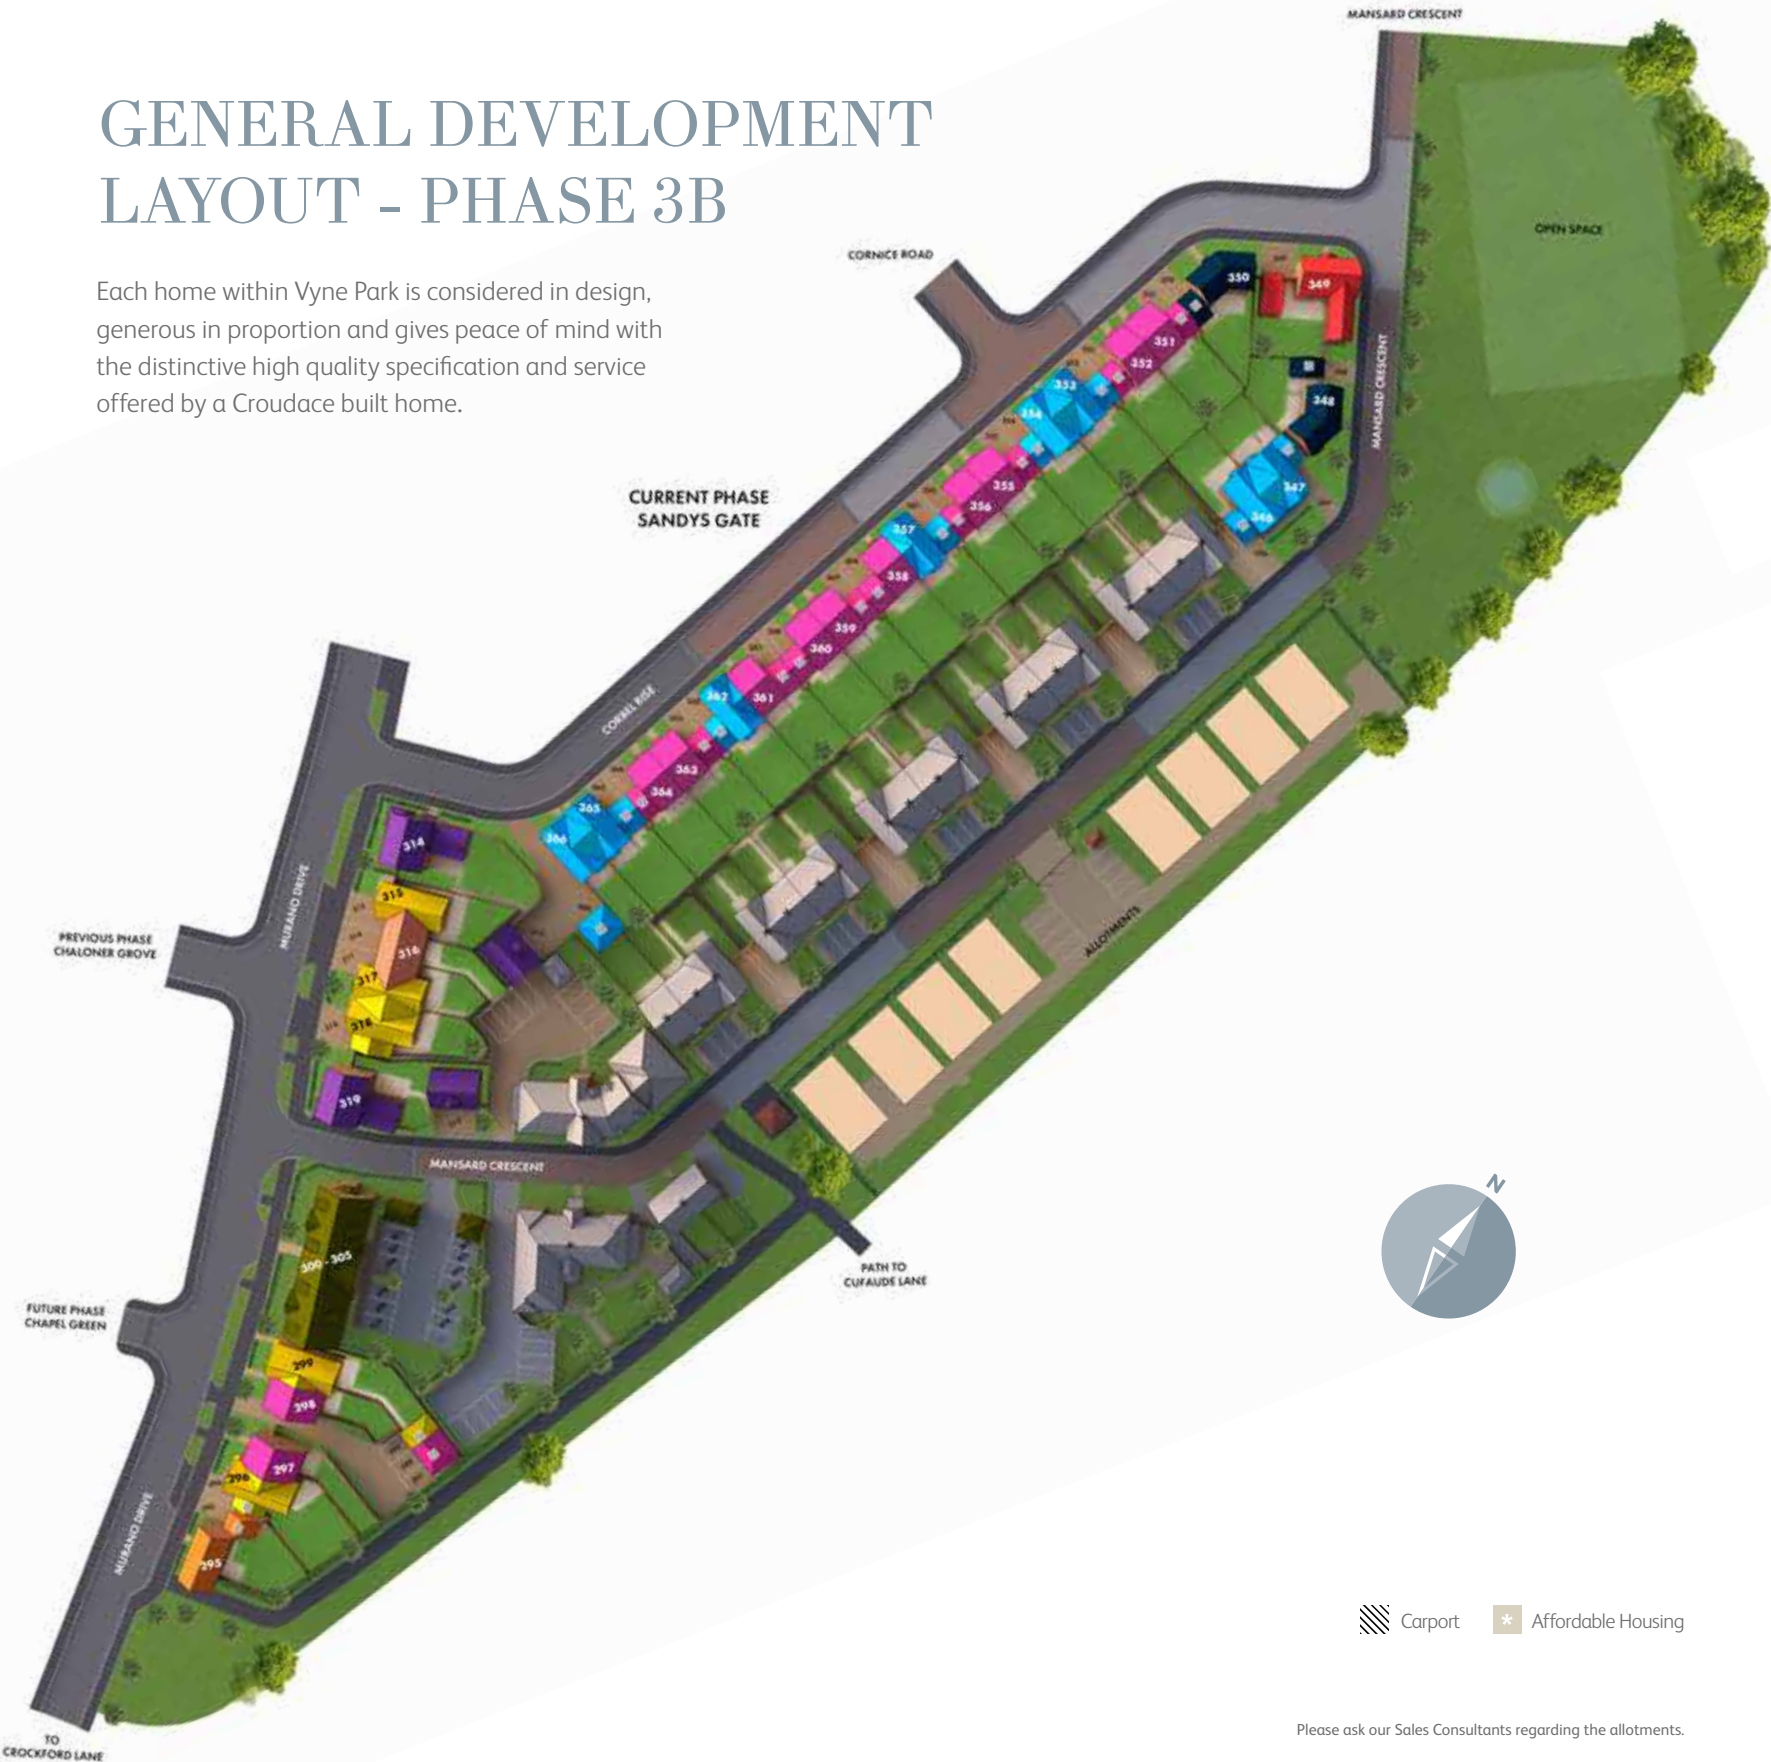 MANSARD CRESCENT
GENERAL DEVELOPMENT
LAYOUT - PHASE 3B
Each home within Vyne Park is considered in design,
generous in proportion and gives peace of mind with
the distinctive high quality specification and service
offered by a Croudace built home.
CORNICE ROAD
OPEN SPACE
350
349
351
352
MANSARD CRESCENT
353
354
348
355
356
347
346
CURRENT PHASE
SANDYS GATE
357
358
359
360
361
362
CORBEL RISE
363
364
365
366
314
315
316
317
318
319
MURANO DRIVE
PREVIOUS PHASE
CHALONER GROVE
ALLOTMENTS
MANSARD CRESCENT
300 - 305
PATH TO
CUFAUDE LANE
N
FUTURE PHASE
CHAPEL GREEN
299
298
297
296
295
MURANO DRIVE
TO
CROCKFORD LANE
Carport
* Affordable Housing
Please ask our Sales Consultants regarding the allotments.